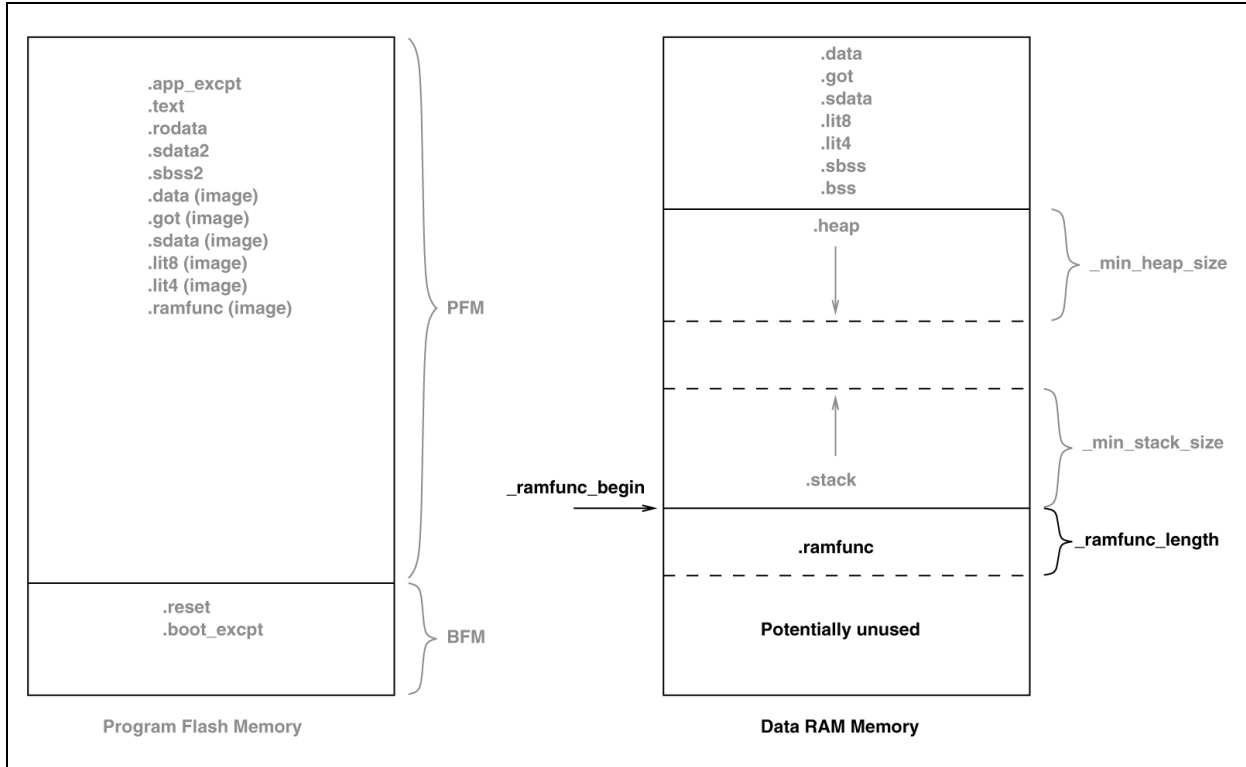 .app_excpt
.text
.rodata
.sdata2
.sbss2
.data (image)
.got (image)
.sdata (image)
.lit8 (image)
.lit4 (image)
.ramfunc (image)
PFM
.reset
.boot_excpt
BFM
Program Flash Memory
.data
.got
.sdata
.lit8
.lit4
.sbss
.bss
.heap
_min_heap_size
_min_stack_size
.stack
_ramfunc_begin
.ramfunc
_ramfunc_length
Potentially unused
Data RAM Memory